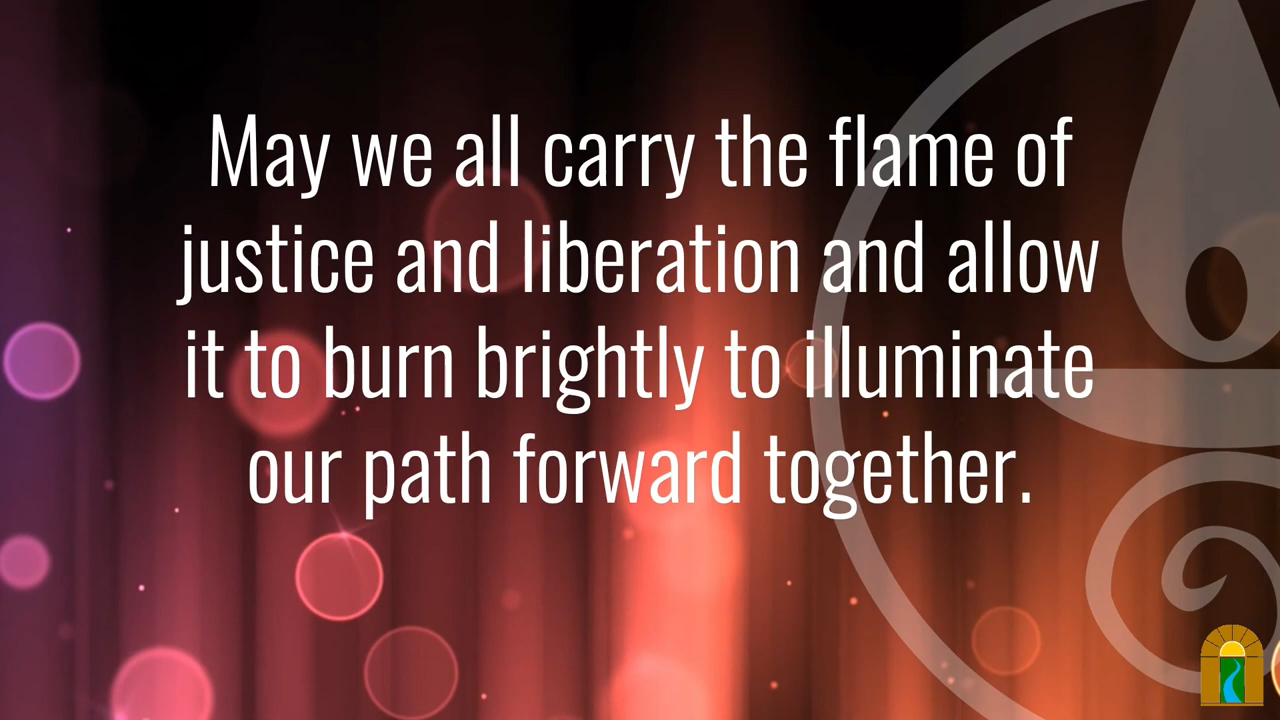 May we all carry the flame of
justice and liberation and allow
it to burn brightly to illuminate
our path forward together.